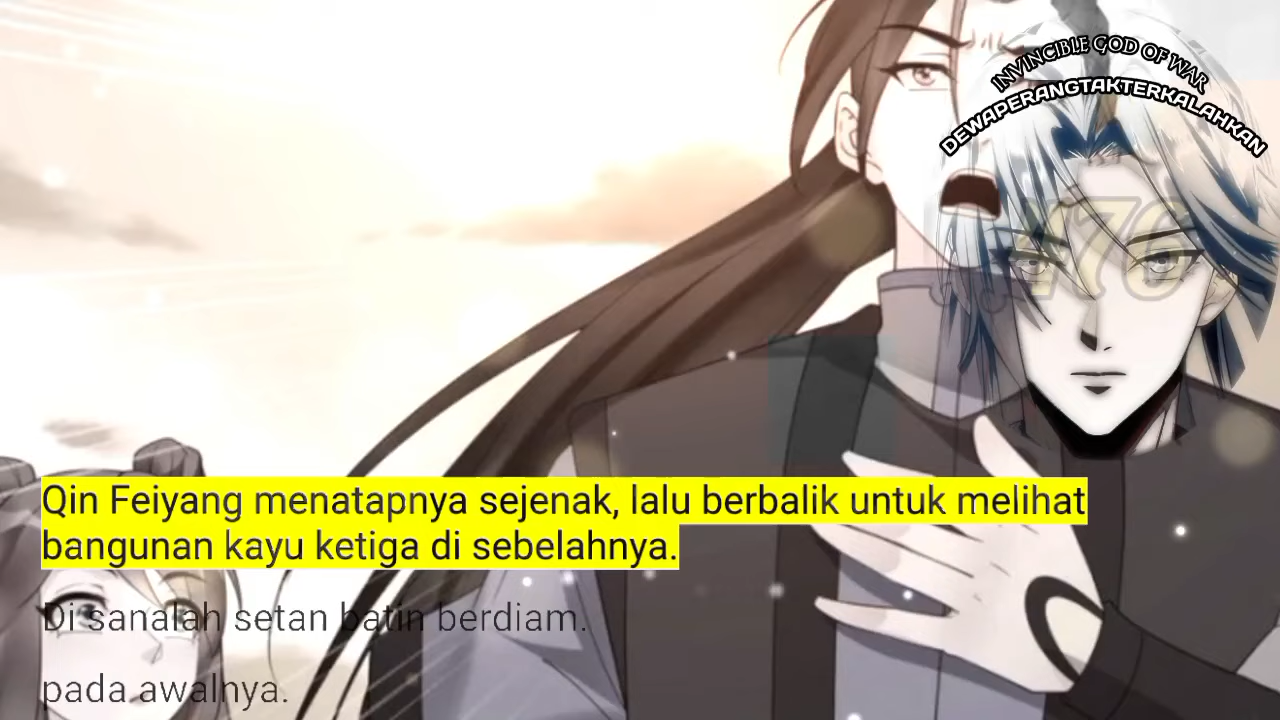 INVINCIBLE GOD OF WAR
DEWAPERANGTAKTERKALAHKAN
476
Qin Feiyang menatapnya sejenak, lalu berbalik untuk melihat
bangunan kayu ketiga di sebelahnya.
Di sanalah setan batin berdiam.
pada awalnya.